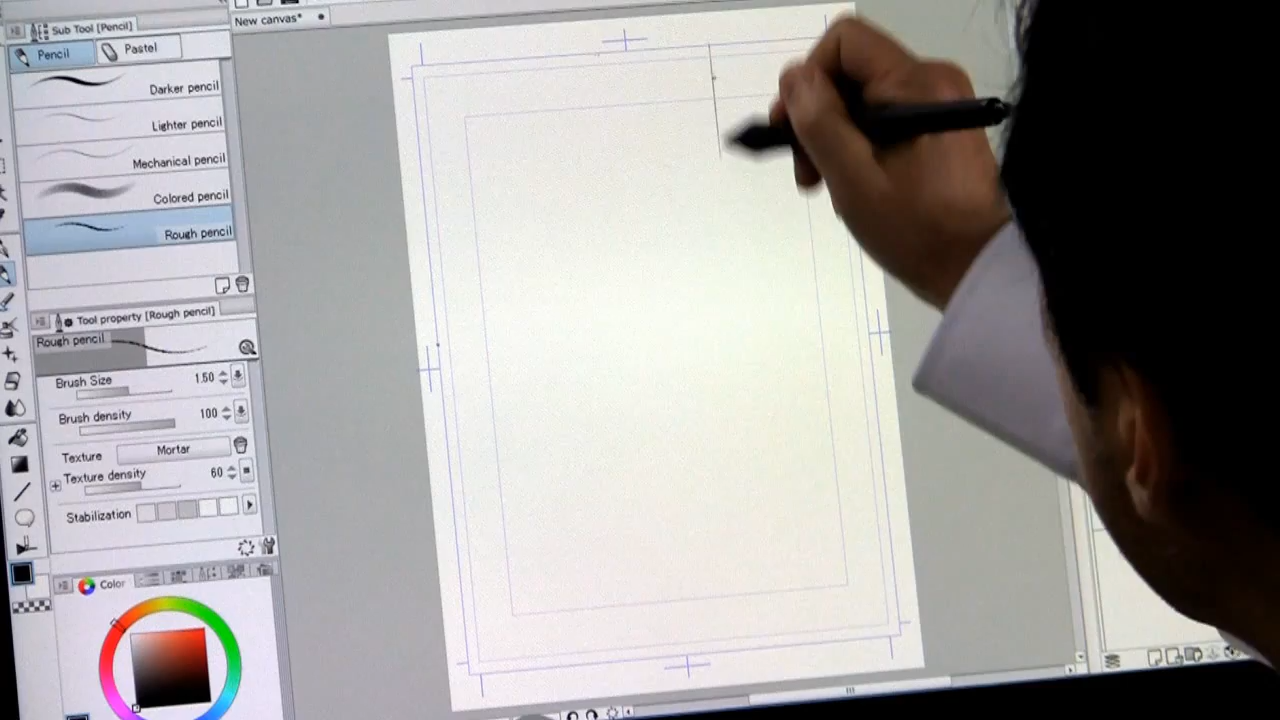 New canvas*
Sub Tool [Pencil]
Pencil
Pastel
Darker pencil
Lighter pencil
Mechanical pencil
Colored pencil
Rough pencil
Tool property [Rough pencil]
Rough pencil
Brush Size 1.50
Brush density 100
Texture Mortar
Texture density 60
Stabilization
Color